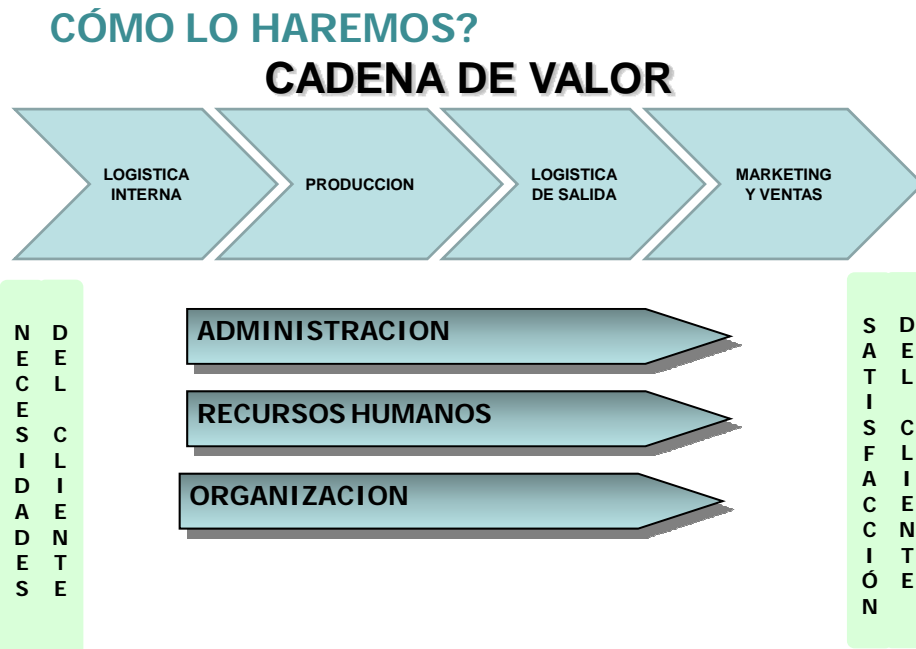 CÓMO LO HAREMOS?
CADENA DE VALOR
LOGISTICA
INTERNA
PRODUCCION
LOGISTICA
DE SALIDA
MARKETING
Y VENTAS
NECESIDADES
DEL CLIENTE
ADMINISTRACION
RECURSOS HUMANOS
ORGANIZACION
SATISFACCIÓN
DEL CLIENTE